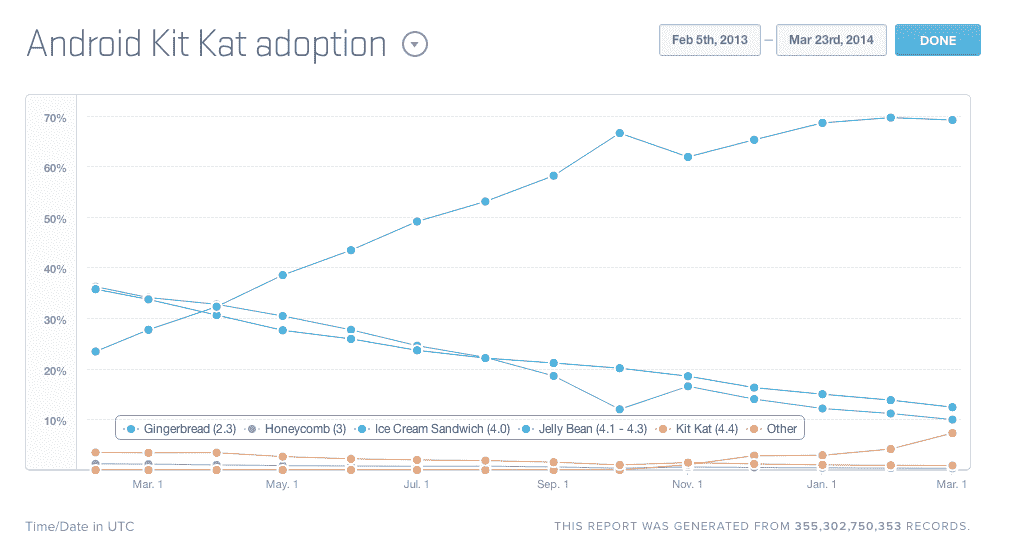 Android Kit Kat adoption
Feb 5th, 2013 – Mar 23rd, 2014 DONE
70%
60%
50%
40%
30%
20%
10%
Gingerbread (2.3) Honeycomb (3) Ice Cream Sandwich (4.0) Jelly Bean (4.1 - 4.3) Kit Kat (4.4) Other
Mar. 1 May. 1 Jul. 1 Sep. 1 Nov. 1 Jan. 1 Mar. 1
Time/Date in UTC THIS REPORT WAS GENERATED FROM 355,302,750,353 RECORDS.